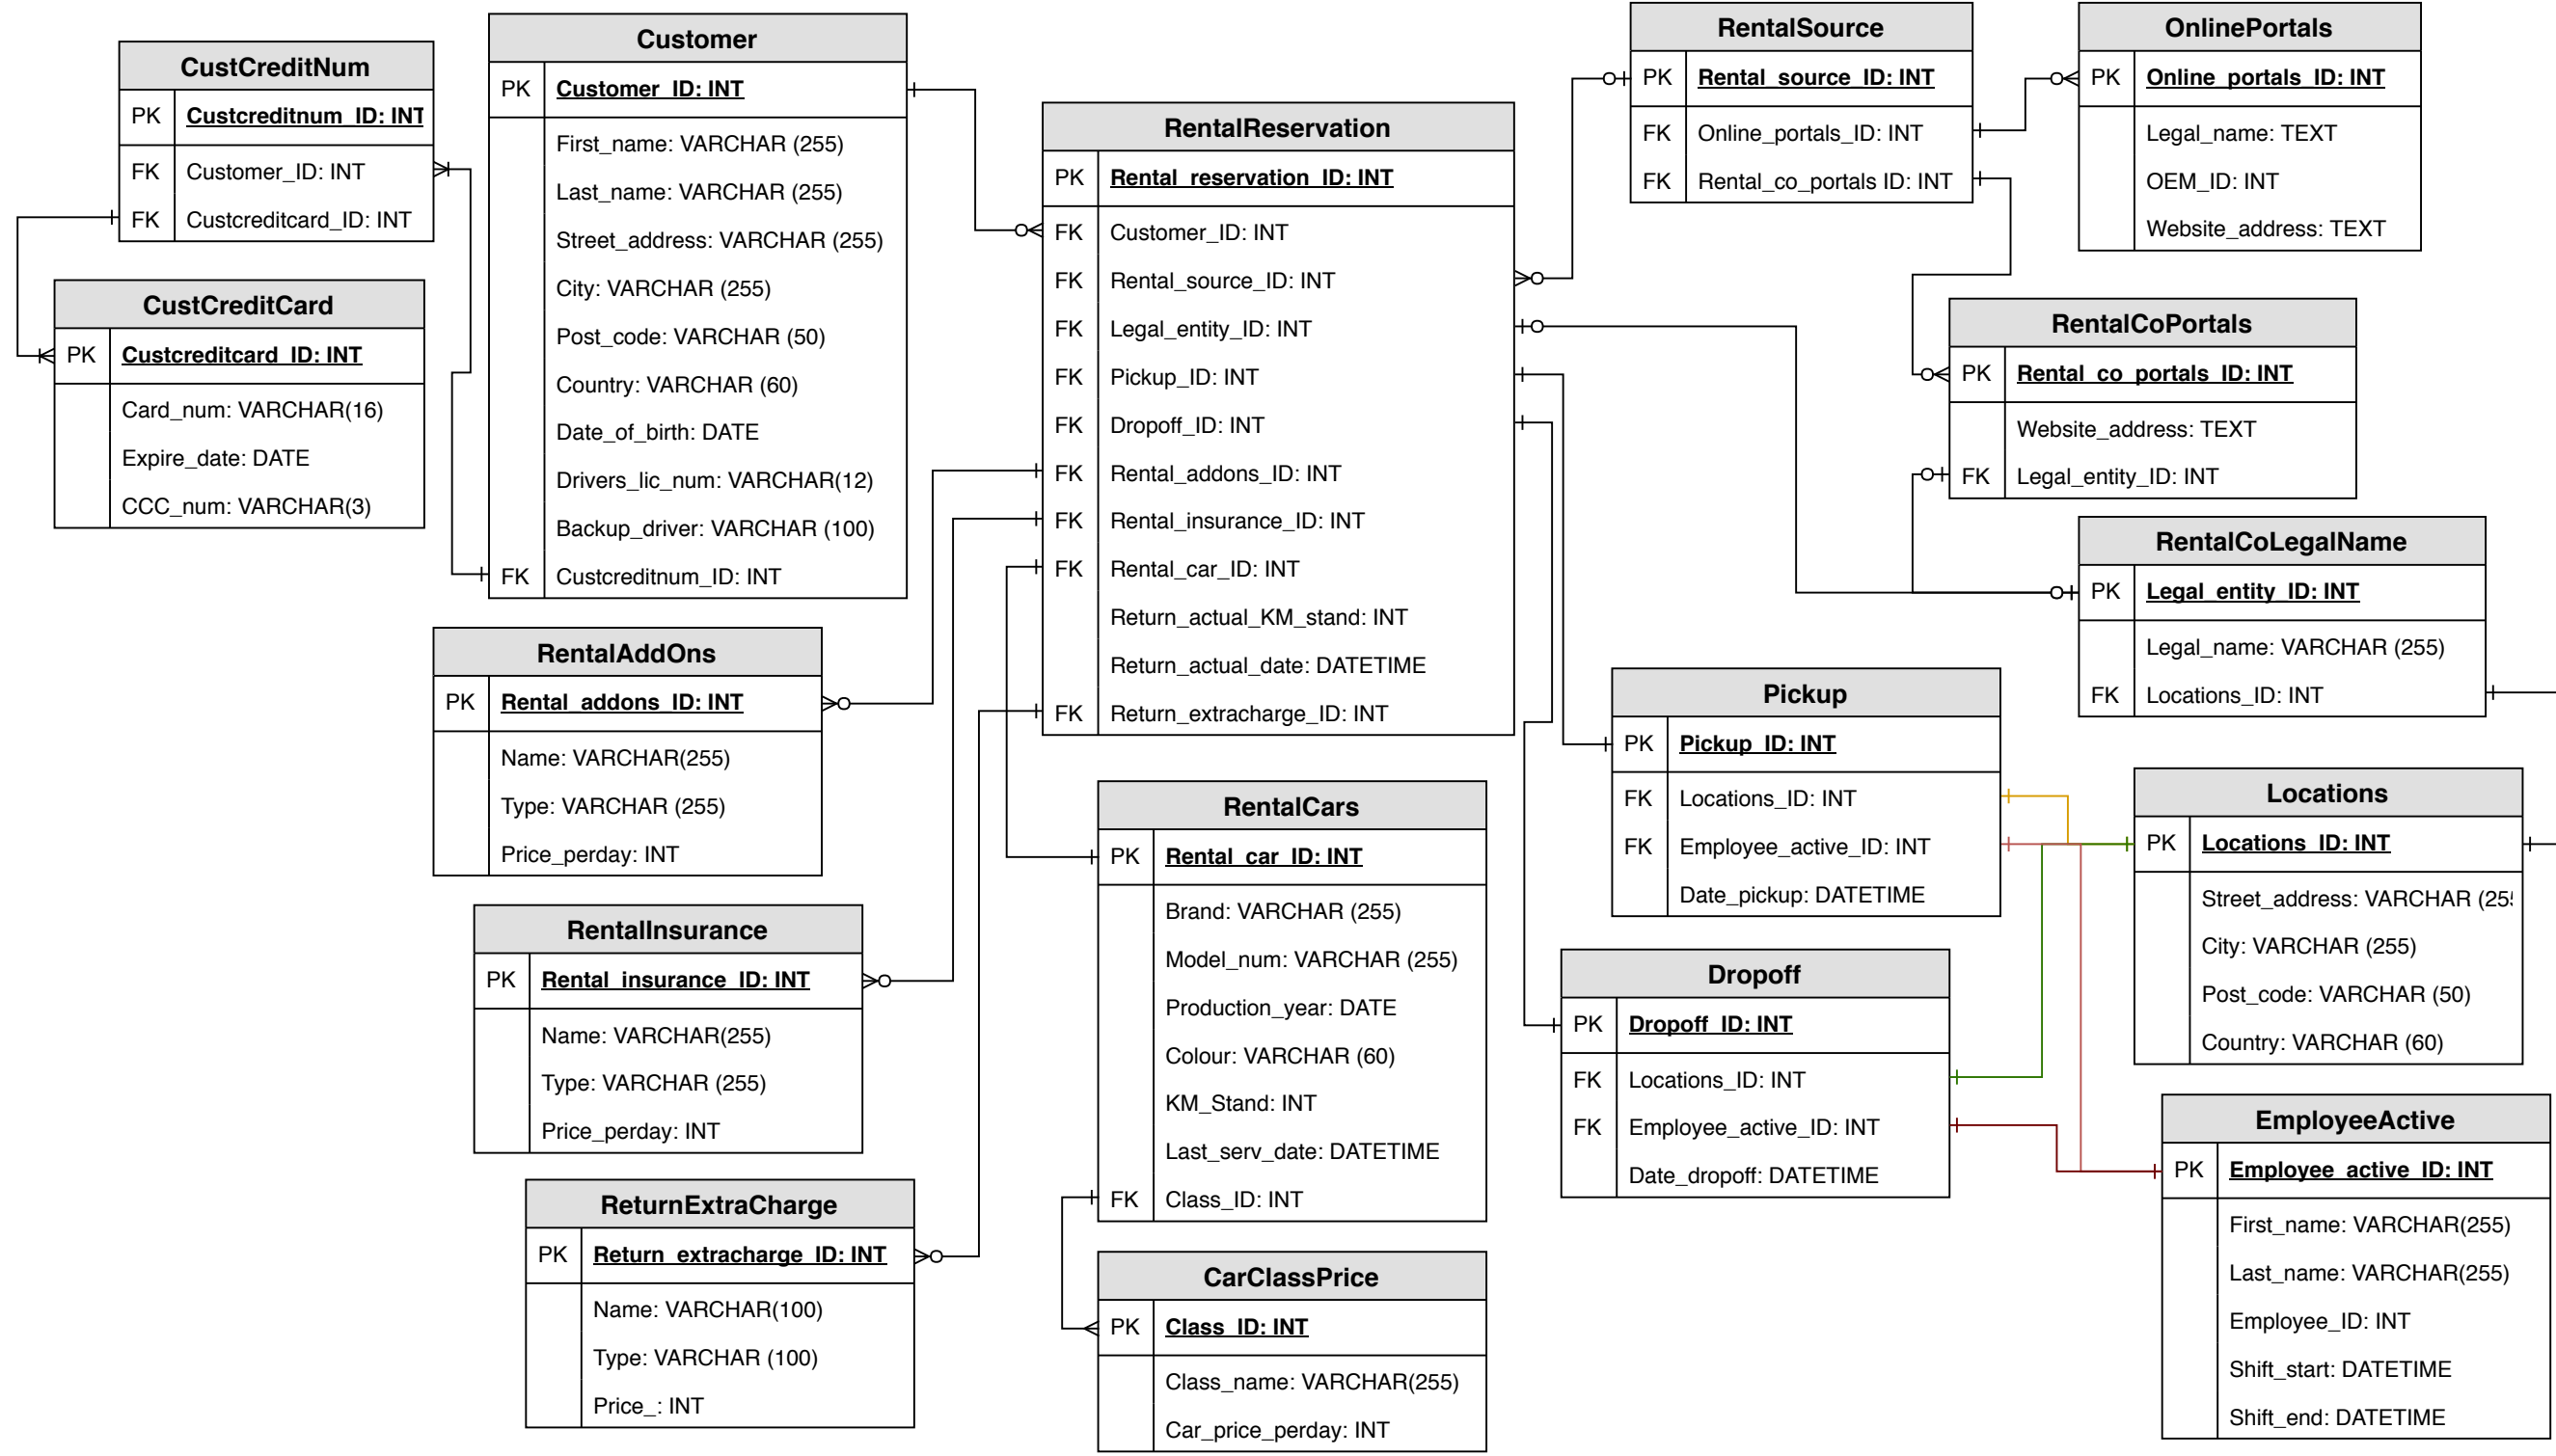 CustCreditNum
PK Custcreditnum_ID: INT
FK Customer_ID: INT
FK Custcreditcard_ID: INT
CustCreditCard
PK Custcreditcard_ID: INT
Card_num: VARCHAR(16)
Expire_date: DATE
CCC_num: VARCHAR(3)
Customer
PK Customer_ID: INT
First_name: VARCHAR (255)
Last_name: VARCHAR (255)
Street_address: VARCHAR (255)
City: VARCHAR (255)
Post_code: VARCHAR (50)
Country: VARCHAR (60)
Date_of_birth: DATE
Drivers_lic_num: VARCHAR(12)
Backup_driver: VARCHAR (100)
FK Custcreditnum_ID: INT
RentalAddOns
PK Rental_addons_ID: INT
Name: VARCHAR(255)
Type: VARCHAR (255)
Price_perday: INT
RentalInsurance
PK Rental_insurance_ID: INT
Name: VARCHAR(255)
Type: VARCHAR (255)
Price_perday: INT
ReturnExtraCharge
PK Return_extracharge_ID: INT
Name: VARCHAR(100)
Type: VARCHAR (100)
Price_: INT
RentalReservation
PK Rental_reservation_ID: INT
FK Customer_ID: INT
FK Rental_source_ID: INT
FK Legal_entity_ID: INT
FK Pickup_ID: INT
FK Dropoff_ID: INT
FK Rental_addons_ID: INT
FK Rental_insurance_ID: INT
FK Rental_car_ID: INT
Return_actual_KM_stand: INT
Return_actual_date: DATETIME
FK Return_extracharge_ID: INT
RentalCars
PK Rental_car_ID: INT
Brand: VARCHAR (255)
Model_num: VARCHAR (255)
Production_year: DATE
Colour: VARCHAR (60)
KM_Stand: INT
Last_serv_date: DATETIME
FK Class_ID: INT
CarClassPrice
PK Class_ID: INT
Class_name: VARCHAR(255)
Car_price_perday: INT
RentalSource
PK Rental_source_ID: INT
FK Online_portals_ID: INT
FK Rental_co_portals ID: INT
OnlinePortals
PK Online_portals_ID: INT
Legal_name: TEXT
OEM_ID: INT
Website_address: TEXT
RentalCoPortals
PK Rental_co_portals_ID: INT
Website_address: TEXT
FK Legal_entity_ID: INT
RentalCoLegalName
PK Legal_entity_ID: INT
Legal_name: VARCHAR (255)
FK Locations_ID: INT
Pickup
PK Pickup_ID: INT
FK Locations_ID: INT
FK Employee_active_ID: INT
Date_pickup: DATETIME
Dropoff
PK Dropoff_ID: INT
FK Locations_ID: INT
FK Employee_active_ID: INT
Date_dropoff: DATETIME
Locations
PK Locations_ID: INT
Street_address: VARCHAR (25
City: VARCHAR (255)
Post_code: VARCHAR (50)
Country: VARCHAR (60)
EmployeeActive
PK Employee_active_ID: INT
First_name: VARCHAR(255)
Last_name: VARCHAR(255)
Employee_ID: INT
Shift_start: DATETIME
Shift_end: DATETIME